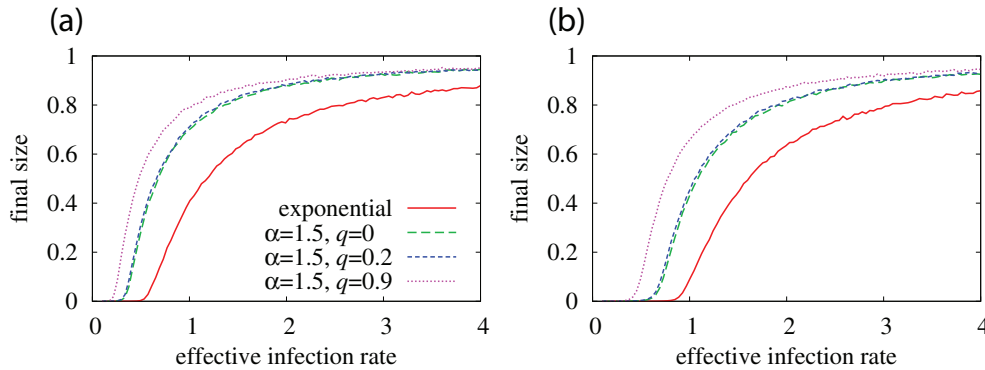 (a)
1
0.8
0.6
0.4
0.2
0
final size
exponential
α=1.5, q=0
α=1.5, q=0.2
α=1.5, q=0.9
0 1 2 3 4
effective infection rate
(b)
1
0.8
0.6
0.4
0.2
0
final size
0 1 2 3 4
effective infection rate